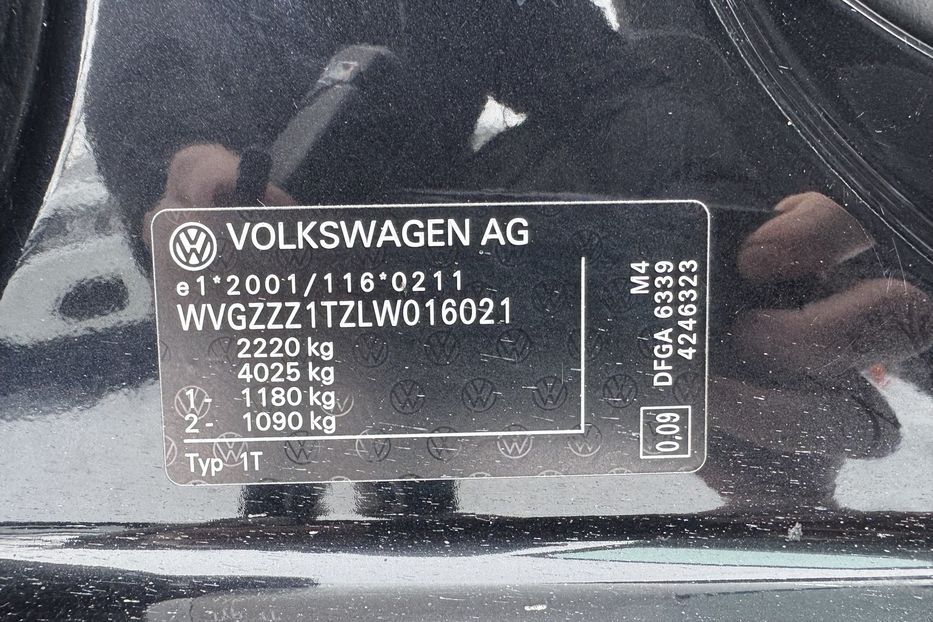 VOLKSWAGEN AG
e1*2001/116*0211
WVGZZZ1TZLW016021
2220 kg
4025 kg
1- 1180 kg
2- 1090 kg
Typ 1T
M4
DFGA 6339
4246323
0,09